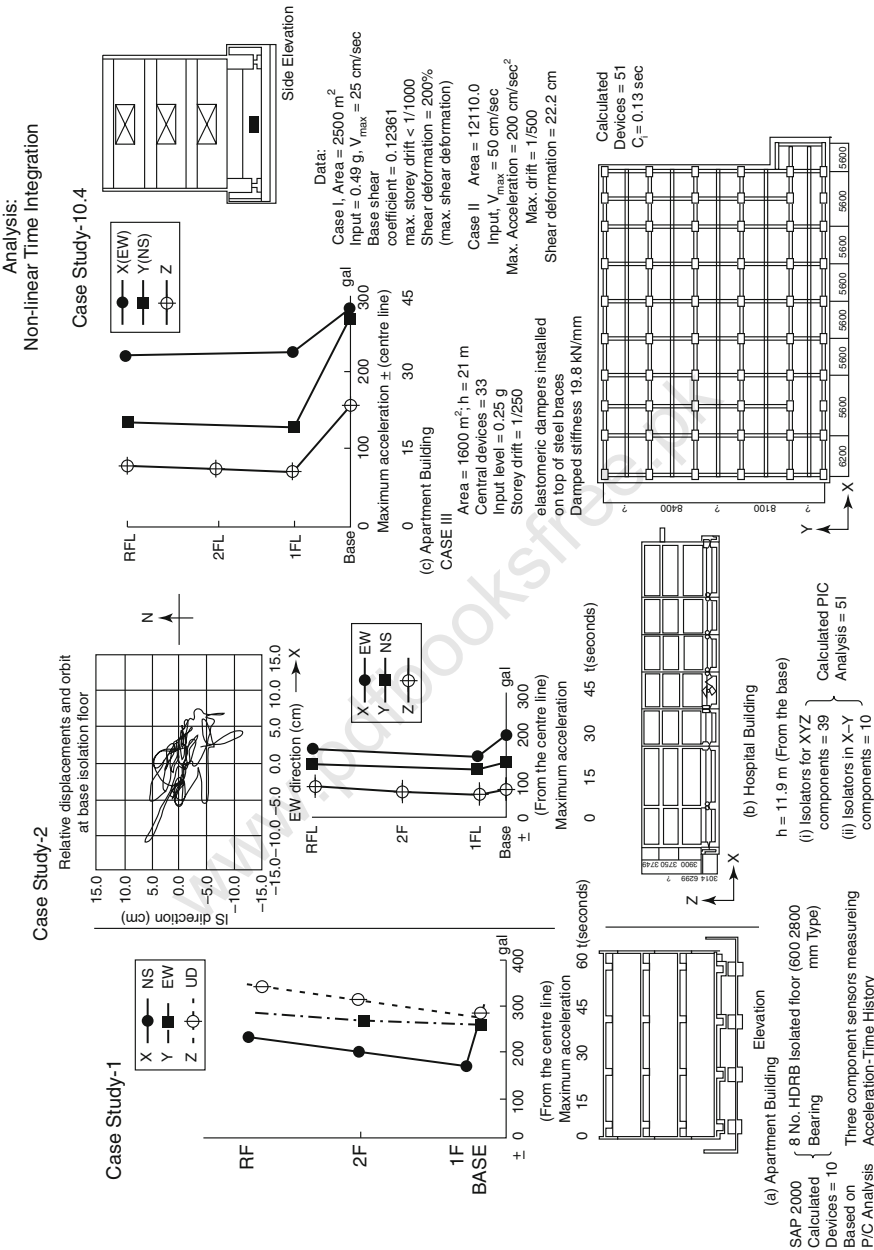 Analysis:
Non-linear Time Integration
Case Study-1
X NS
Y EW
Z UD
RF
2F
1F
BASE
± 0 100 200 300 400
gal
(From the centre line)
Maximum acceleration
0 15 30 45 60 t(seconds)
Elevation
(a) Apartment Building
SAP 2000
Calculated
Devices = 10
Based on
P/C Analysis
8 No. HDRB Isolated floor (600 2800
Bearing mm Type)
Three component sensors measureing
Acceleration-Time History
Case Study-2
Relative displacements and orbit
at base isolation floor
15.0
10.0
5.0
0.0
−5.0
−10.0
−15.0
IS direction (cm)
−15.0 −10.0 −5.0 0.0 5.0 10.0 15.0
EW direction (cm) X
N
X EW
Y NS
Z
RFL
2F
1FL
Base
± 0 100 200 300
gal
(From the centre line)
Maximum acceleration
0 15 30 45 t(seconds)
3014 6299 3900 3750 3749
?
Z
X
(b) Hospital Building
h = 11.9 m (From the base)
(i) Isolators for XYZ
components = 39
(ii) Isolators in X–Y
components = 10
Calculated PIC
Analysis = 5I
Case Study-10.4
X(EW)
Y(NS)
Z
RFL
2FL
1FL
Base
0 100 200 300
gal
Maximum acceleration ± (centre line)
0 15 30 45
(c) Apartment Building
CASE III
Area = 1600 m²; h = 21 m
Central devices = 33
Input level = 0.25 g
Storey drift = 1/250
elastomeric dampers installed
on top of steel braces
Damped stiffness 19.8 kN/mm
Side Elevation
Data:
Case I, Area = 2500 m²
Input = 0.49 g, Vmax = 25 cm/sec
Base shear
coefficient = 0.12361
max. storey drift < 1/1000
Shear deformation = 200%
(max. shear deformation)
Case II Area = 12110.0
Input, Vmax = 50 cm/sec
Max. Acceleration = 200 cm/sec²
Max. drift = 1/500
Shear deformation = 22.2 cm
Calculated
Devices = 51
Ci = 0.13 sec
? 8400 ? 8100 ?
Y
X
6200 5600 5600 5600 5600 5600 5600 5600
www.pdfbooksfree.pk